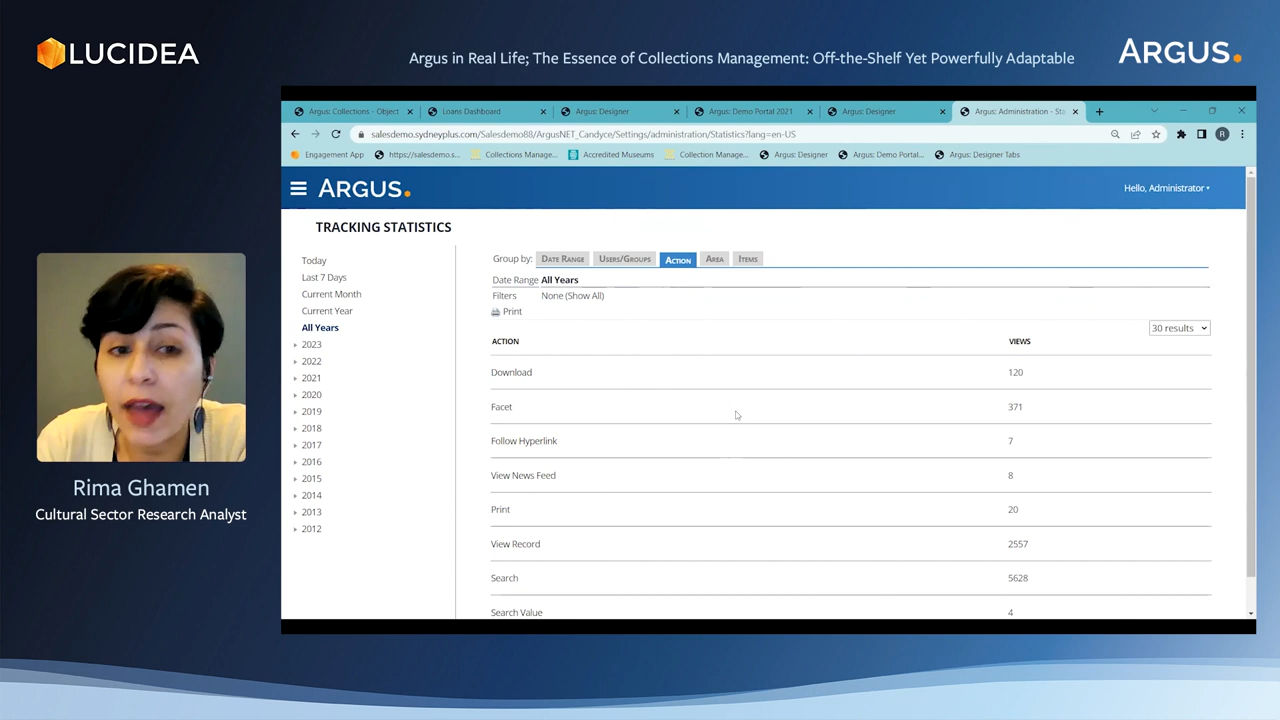 LUCIDEA
Argus in Real Life; The Essence of Collections Management: Off-the-Shelf Yet Powerfully Adaptable
ARGUS.
Argus: Collections - Object
Loans Dashboard
Argus: Designer
Argus: Demo Portal 2021
Argus: Designer
Argus: Administration - Sta
salesdemo.sydneyplus.com/Salesdemo88/ArgusNET_Candyce/Settings/administration/Statistics?lang=en-US
R
Engagement App
https://salesdemo.s...
Collections Manage...
Accredited Museums
Collection Manage...
Argus: Designer
Argus: Demo Portal...
Argus: Designer Tabs
ARGUS.
Hello, Administrator
TRACKING STATISTICS
Today
Last 7 Days
Current Month
Current Year
All Years
2023
2022
2021
2020
2019
2018
2017
2016
2015
2014
2013
2012
Group by: DATE RANGE USERS/GROUPS ACTION AREA ITEMS
Date Range All Years
Filters None (Show All)
Print
30 results
ACTION VIEWS
Download 120
Facet 371
Follow Hyperlink 7
View News Feed 8
Print 20
View Record 2557
Search 5628
Search Value 4
Rima Ghamen
Cultural Sector Research Analyst